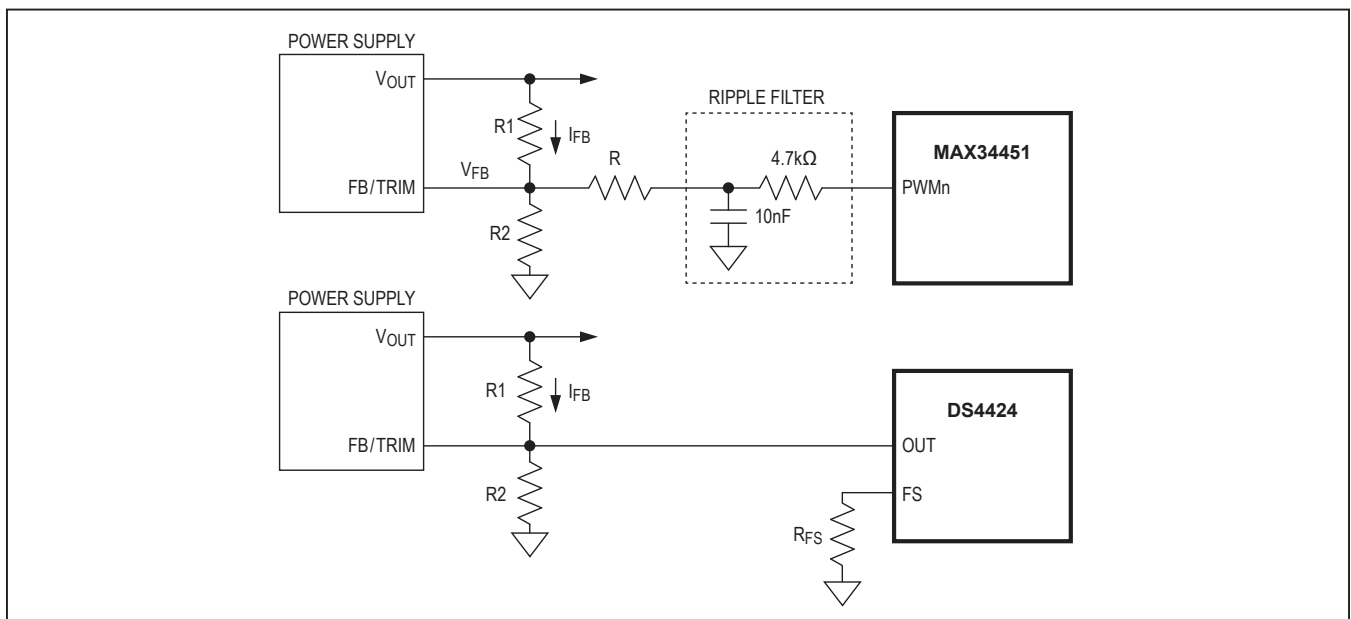 POWER SUPPLY
VOUT
RIPPLE FILTER
R1
IFB
4.7kΩ
MAX34451
VFB
R
FB/TRIM
PWMn
10nF
R2
POWER SUPPLY
VOUT
R1
IFB
DS4424
FB/TRIM
OUT
R2
FS
RFS